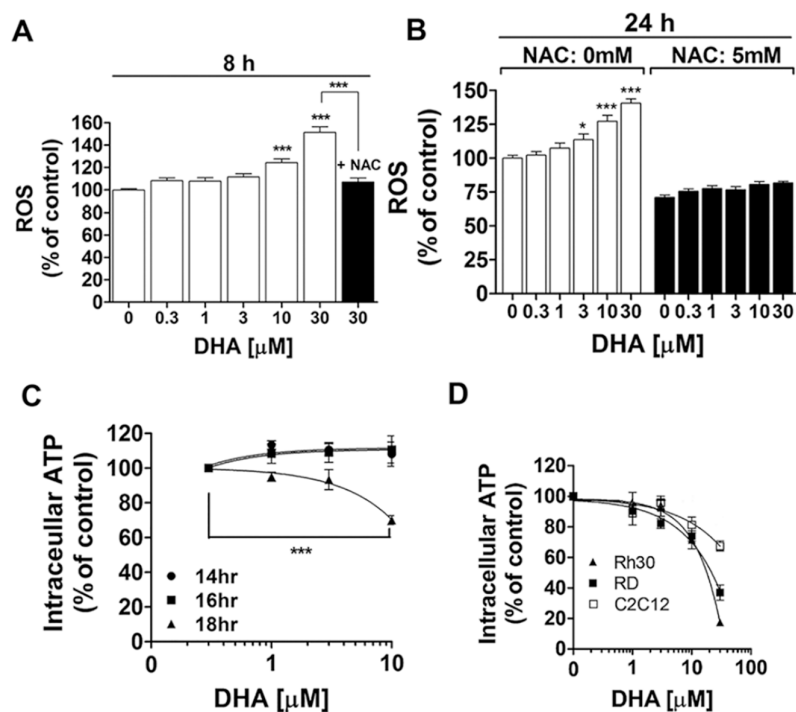 A
8 h
***
***
***
+ NAC
ROS
(% of control)
160
140
120
100
80
60
40
20
0
0 0.3 1 3 10 30 30
DHA [μM]
B
24 h
NAC: 0mM NAC: 5mM
*
***
***
ROS
(% of control)
150
125
100
75
50
25
0
0 0.3 1 3 10 30 0 0.3 1 3 10 30
DHA [μM]
C
Intraceullar ATP
(% of control)
120
100
80
60
40
20
0
***
14hr
16hr
18hr
0 1 10
DHA [μM]
D
Intracellular ATP
(% of control)
120
100
80
60
40
20
0
Rh30
RD
C2C12
0 1 10 100
DHA [μM]